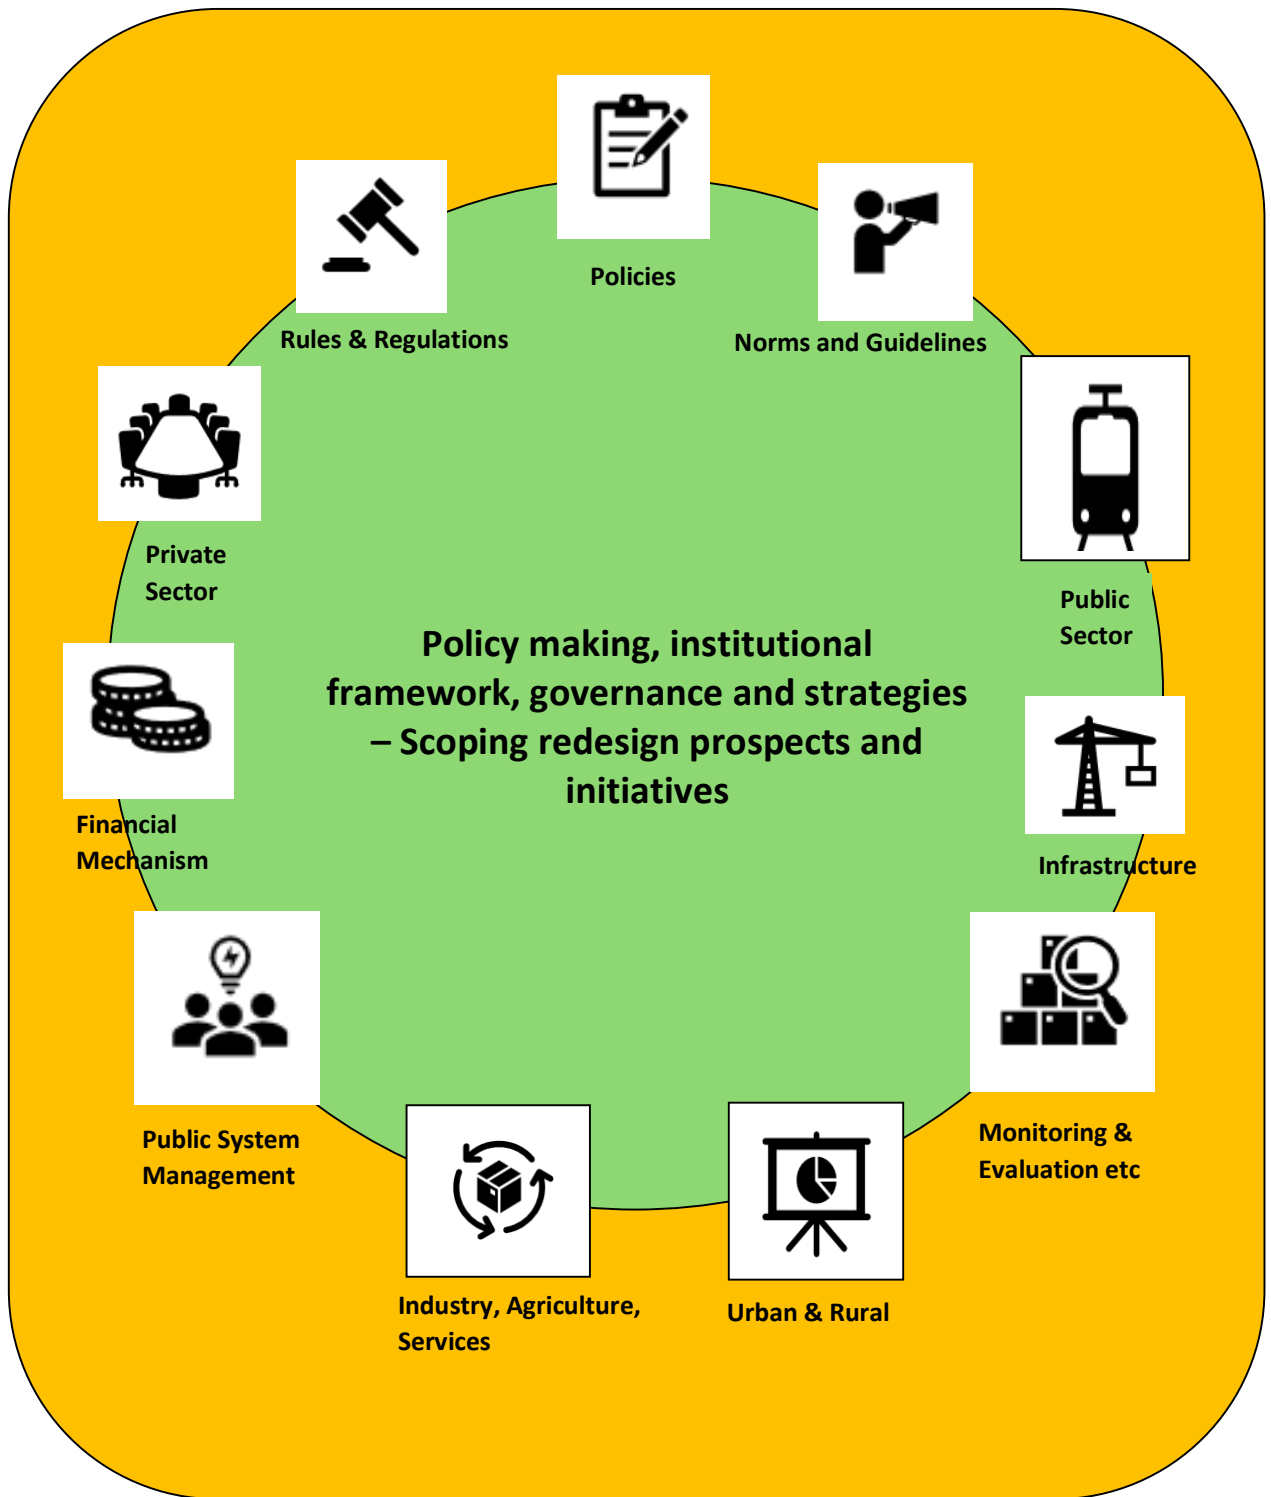 Policies
Rules & Regulations
Norms and Guidelines
Private
Sector
Public
Sector
Policy making, institutional
framework, governance and strategies
– Scoping redesign prospects and
initiatives
Financial
Mechanism
Infrastructure
Public System
Management
Monitoring &
Evaluation etc
Industry, Agriculture,
Services
Urban & Rural